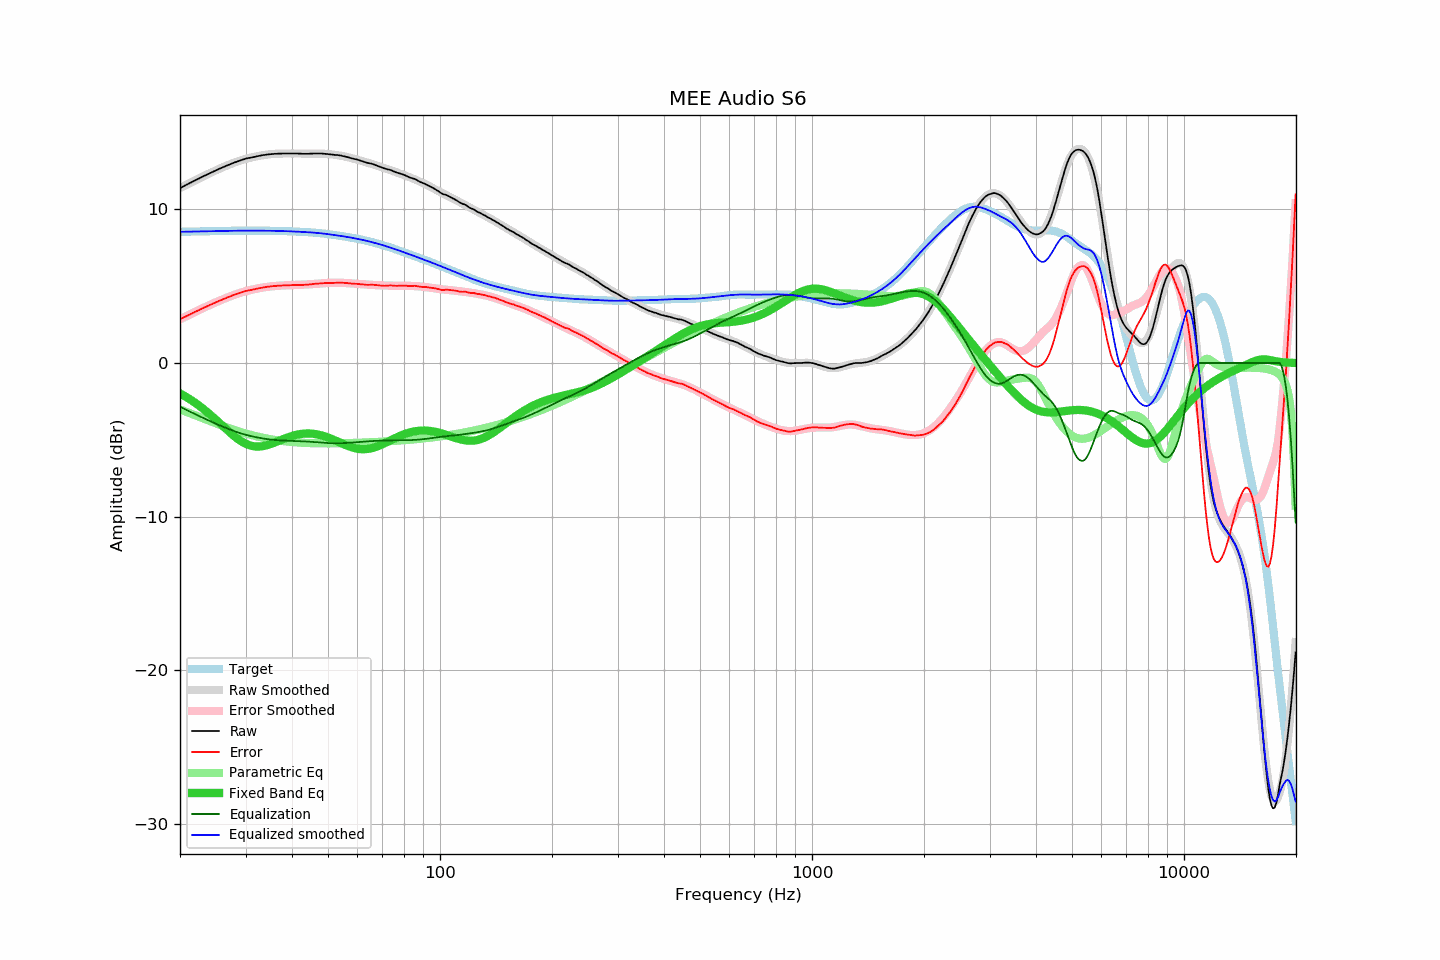 MEE Audio S6
Amplitude (dBr)
10
0
−10
−20
−30
Target
Raw Smoothed
Error Smoothed
Raw
Error
Parametric Eq
Fixed Band Eq
Equalization
Equalized smoothed
100
1000
10000
Frequency (Hz)